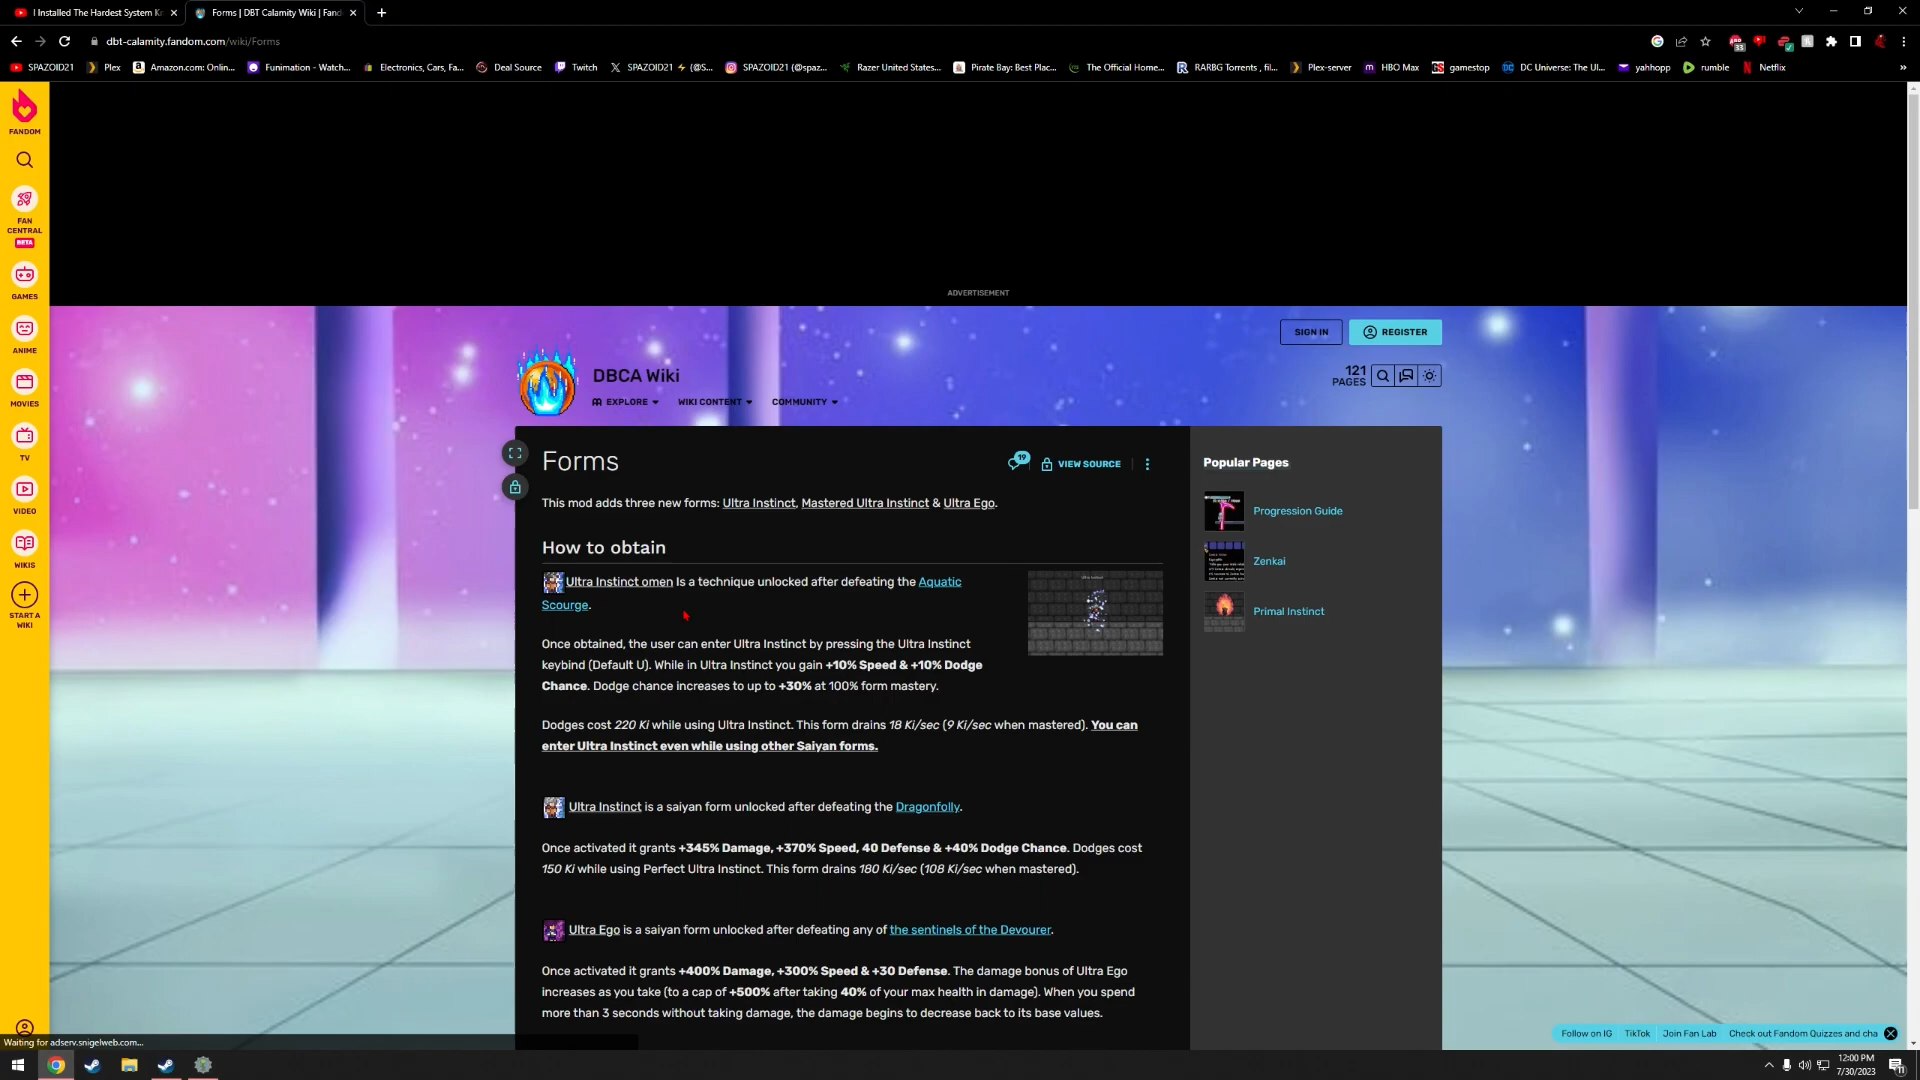 I Installed The Hardest System K
Forms | DBT Calamity Wiki | Fand
dbt-calamity.fandom.com/wiki/Forms
33
SPAZOID21
Plex
Amazon.com: Onlin...
Funimation - Watch...
Electronics, Cars, Fa...
Deal Source
Twitch
SPAZOID21 ⚡ (@S...
SPAZOID21 (@spaz...
Razer United States...
Pirate Bay: Best Plac...
The Official Home...
RARBG Torrents , fil...
Plex-server
HBO Max
gamestop
DC Universe: The Ul...
yahhopp
rumble
Netflix
»
FANDOM
FAN
CENTRAL
BETA
GAMES
ANIME
MOVIES
TV
VIDEO
WIKIS
START A
WIKI
ADVERTISEMENT
SIGN IN
REGISTER
DBCA Wiki
121
PAGES
EXPLORE
WIKI CONTENT
COMMUNITY
Forms
19
VIEW SOURCE
This mod adds three new forms: Ultra Instinct, Mastered Ultra Instinct & Ultra Ego.
How to obtain
Ultra Instinct omen Is a technique unlocked after defeating the Aquatic
Scourge.
Once obtained, the user can enter Ultra Instinct by pressing the Ultra Instinct
keybind (Default U). While in Ultra Instinct you gain +10% Speed & +10% Dodge
Chance. Dodge chance increases to up to +30% at 100% form mastery.
Dodges cost 220 Ki while using Ultra Instinct. This form drains 18 Ki/sec (9 Ki/sec when mastered). You can
enter Ultra Instinct even while using other Saiyan forms.
Ultra Instinct is a saiyan form unlocked after defeating the Dragonfolly.
Once activated it grants +345% Damage, +370% Speed, 40 Defense & +40% Dodge Chance. Dodges cost
150 Ki while using Perfect Ultra Instinct. This form drains 180 Ki/sec (108 Ki/sec when mastered).
Ultra Ego is a saiyan form unlocked after defeating any of the sentinels of the Devourer.
Once activated it grants +400% Damage, +300% Speed & +30 Defense. The damage bonus of Ultra Ego
increases as you take (to a cap of +500% after taking 40% of your max health in damage). When you spend
more than 3 seconds without taking damage, the damage begins to decrease back to its base values.
Popular Pages
Progression Guide
Zenkai
Primal Instinct
Follow on IG
TikTok
Join Fan Lab
Check out Fandom Quizzes and cha
Waiting for adserv.snigelweb.com...
12:00 PM
7/30/2023